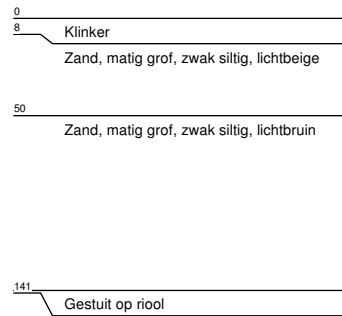 0
8
Klinker
Zand, matig grof, zwak siltig, lichtbeige
50
Zand, matig grof, zwak siltig, lichtbruin
141
Gestuit op riool